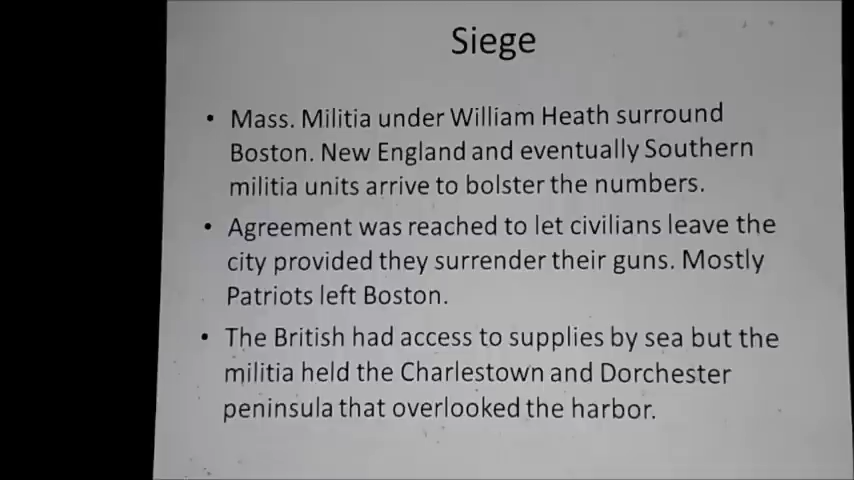 Siege
• Mass. Militia under William Heath surround
Boston. New England and eventually Southern
militia units arrive to bolster the numbers.
• Agreement was reached to let civilians leave the
city provided they surrender their guns. Mostly
Patriots left Boston.
• The British had access to supplies by sea but the
militia held the Charlestown and Dorchester
peninsula that overlooked the harbor.